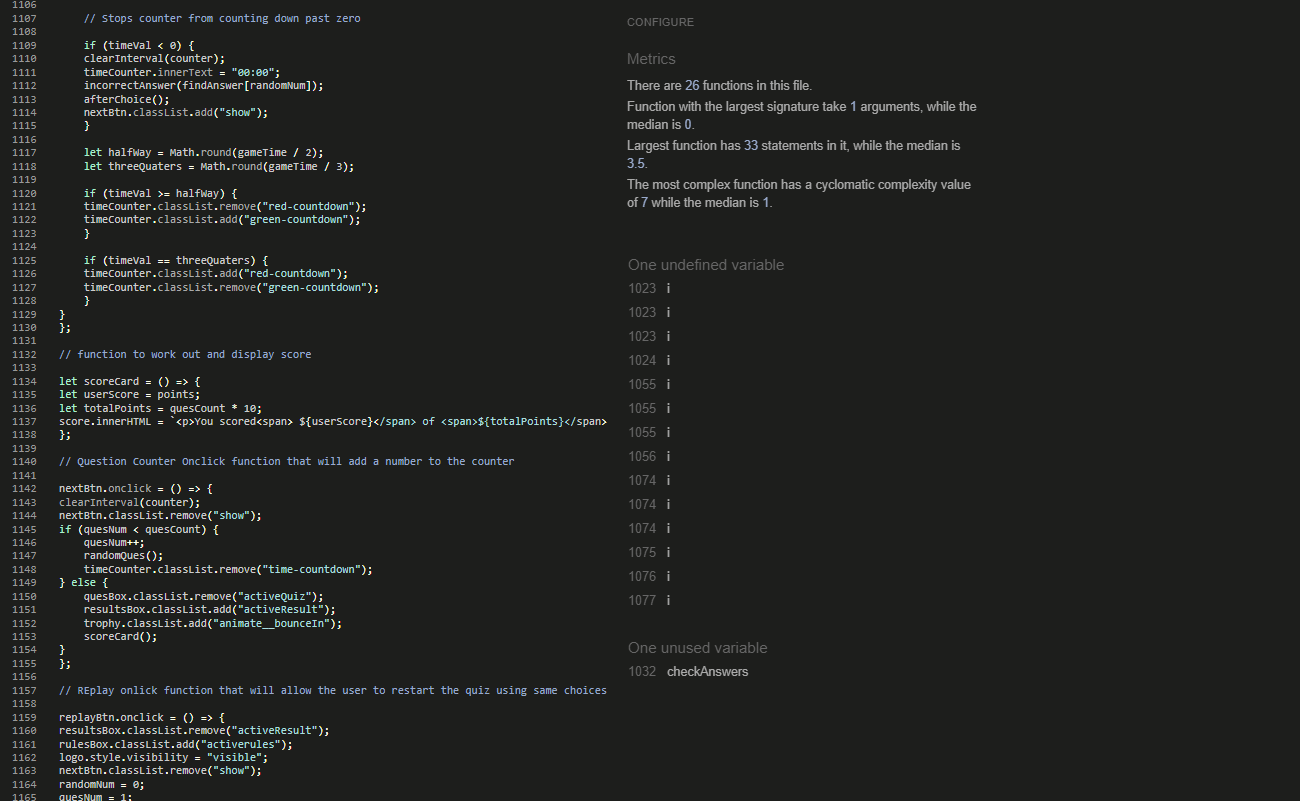 1106
1107 // Stops counter from counting down past zero
1108
1109 if (timeVal < 0) {
1110 clearInterval(counter);
1111 timeCounter.innerText = "00:00";
1112 incorrectAnswer(findAnswer[randomNum]);
1113 afterChoice();
1114 nextBtn.classList.add("show");
1115 }
1116
1117 let halfWay = Math.round(gameTime / 2);
1118 let threeQuaters = Math.round(gameTime / 3);
1119
1120 if (timeVal >= halfWay) {
1121 timeCounter.classList.remove("red-countdown");
1122 timeCounter.classList.add("green-countdown");
1123 }
1124
1125 if (timeVal == threeQuaters) {
1126 timeCounter.classList.add("red-countdown");
1127 timeCounter.classList.remove("green-countdown");
1128 }
1129 }
1130 };
1131
1132 // function to work out and display score
1133
1134 let scoreCard = () => {
1135 let userScore = points;
1136 let totalPoints = quesCount * 10;
1137 score.innerHTML = `<p>You scored<span> ${userScore}</span> of <span>${totalPoints}</span>
1138 };
1139
1140 // Question Counter Onclick function that will add a number to the counter
1141
1142 nextBtn.onclick = () => {
1143 clearInterval(counter);
1144 nextBtn.classList.remove("show");
1145 if (quesNum < quesCount) {
1146 quesNum++;
1147 randomQues();
1148 timeCounter.classList.remove("time-countdown");
1149 } else {
1150 quesBox.classList.remove("activeQuiz");
1151 resultsBox.classList.add("activeResult");
1152 trophy.classList.add("animate__bounceIn");
1153 scoreCard();
1154 }
1155 };
1156
1157 // REplay onlick function that will allow the user to restart the quiz using same choices
1158
1159 replayBtn.onclick = () => {
1160 resultsBox.classList.remove("activeResult");
1161 rulesBox.classList.add("activerules");
1162 logo.style.visibility = "visible";
1163 nextBtn.classList.remove("show");
1164 randomNum = 0;
1165 quesNum = 1;
CONFIGURE
Metrics
There are 26 functions in this file.
Function with the largest signature take 1 arguments, while the
median is 0.
Largest function has 33 statements in it, while the median is
3.5.
The most complex function has a cyclomatic complexity value
of 7 while the median is 1.
One undefined variable
1023 i
1023 i
1023 i
1024 i
1055 i
1055 i
1055 i
1056 i
1074 i
1074 i
1074 i
1075 i
1076 i
1077 i
One unused variable
1032 checkAnswers